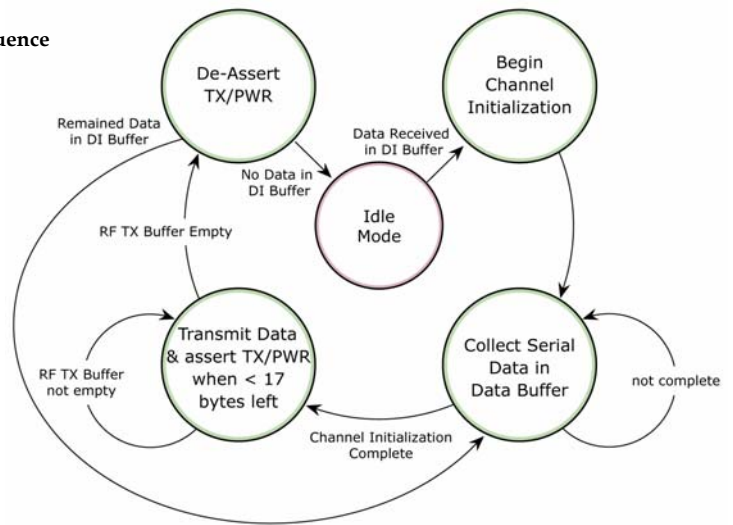 uence
De-Assert
TX/PWR
Begin
Channel
Initialization
Remained Data
in DI Buffer
Data Received
in DI Buffer
No Data in
DI Buffer
Idle
Mode
RF TX Buffer Empty
Transmit Data
& assert TX/PWR
when < 17
bytes left
Collect Serial
Data in
Data Buffer
RF TX Buffer
not empty
not complete
Channel Initialization
Complete